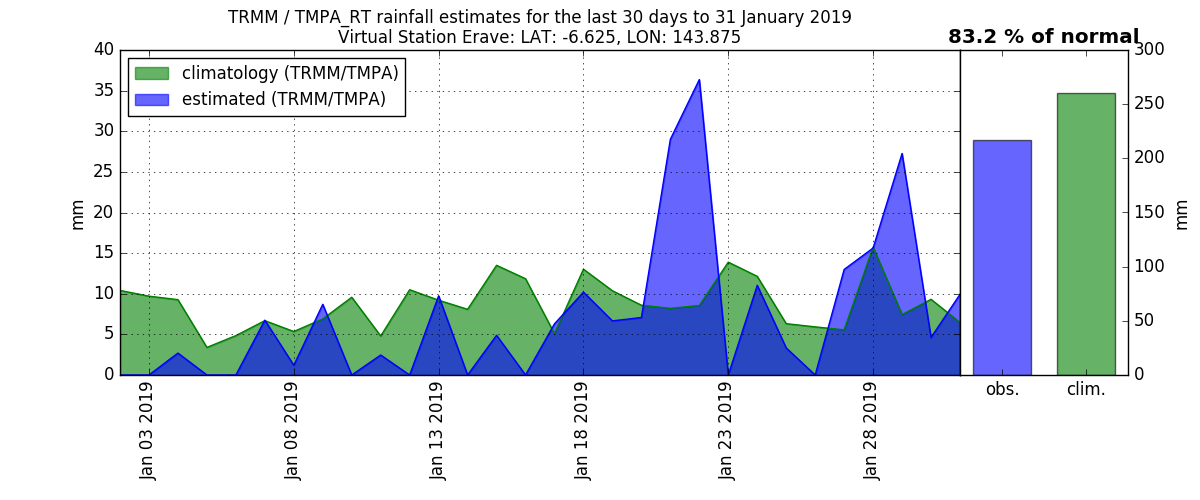 TRMM / TMPA_RT rainfall estimates for the last 30 days to 31 January 2019
Virtual Station Erave: LAT: -6.625, LON: 143.875
83.2 % of normal
climatology (TRMM/TMPA)
estimated (TRMM/TMPA)
40
35
30
25
20
15
10
5
0
mm
Jan 03 2019
Jan 08 2019
Jan 13 2019
Jan 18 2019
Jan 23 2019
Jan 28 2019
obs.
clim.
300
250
200
150
100
50
0
mm